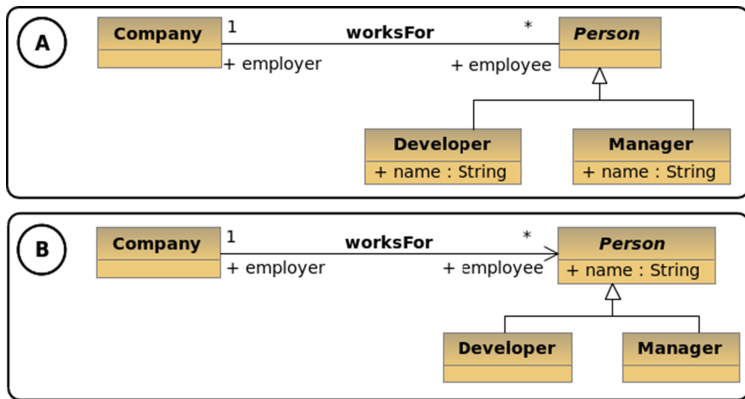 A
Company
1
worksFor
*
Person
+ employer
+ employee
Developer
+ name : String
Manager
+ name : String
B
Company
1
worksFor
*
Person
+ employer
+ employee
+ name : String
Developer
Manager